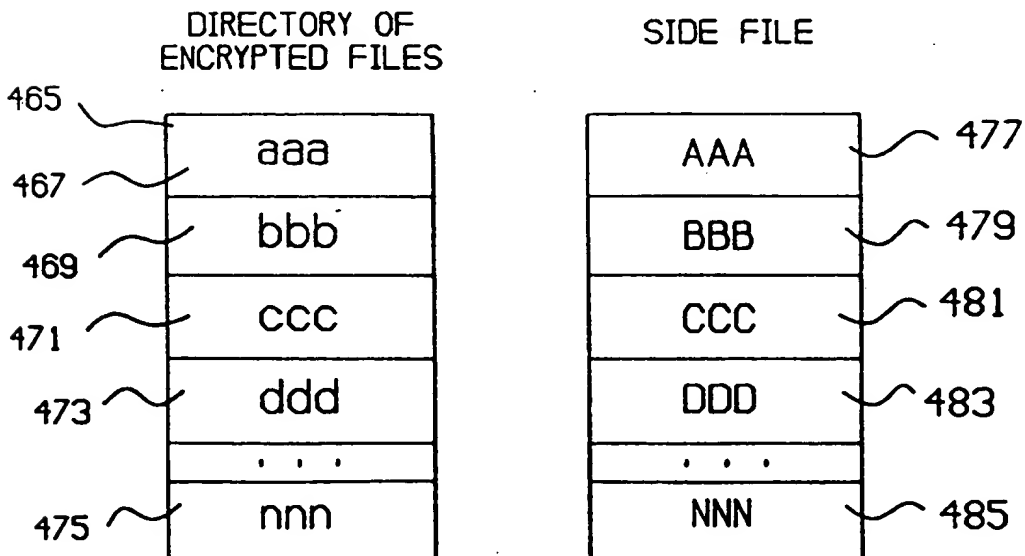 DIRECTORY OF
ENCRYPTED FILES
SIDE FILE
465
467
aaa
AAA
477
469
bbb
BBB
479
471
ccc
CCC
481
473
ddd
DDD
483
. . .
. . .
475
nnn
NNN
485